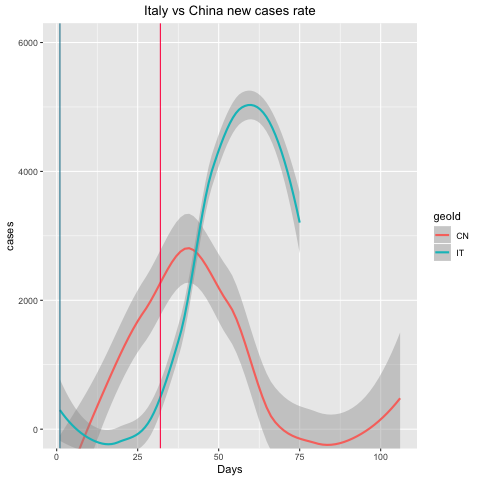 Italy vs China new cases rate
6000
4000
2000
0
cases
0 25 50 75 100
Days
geoId
CN
IT